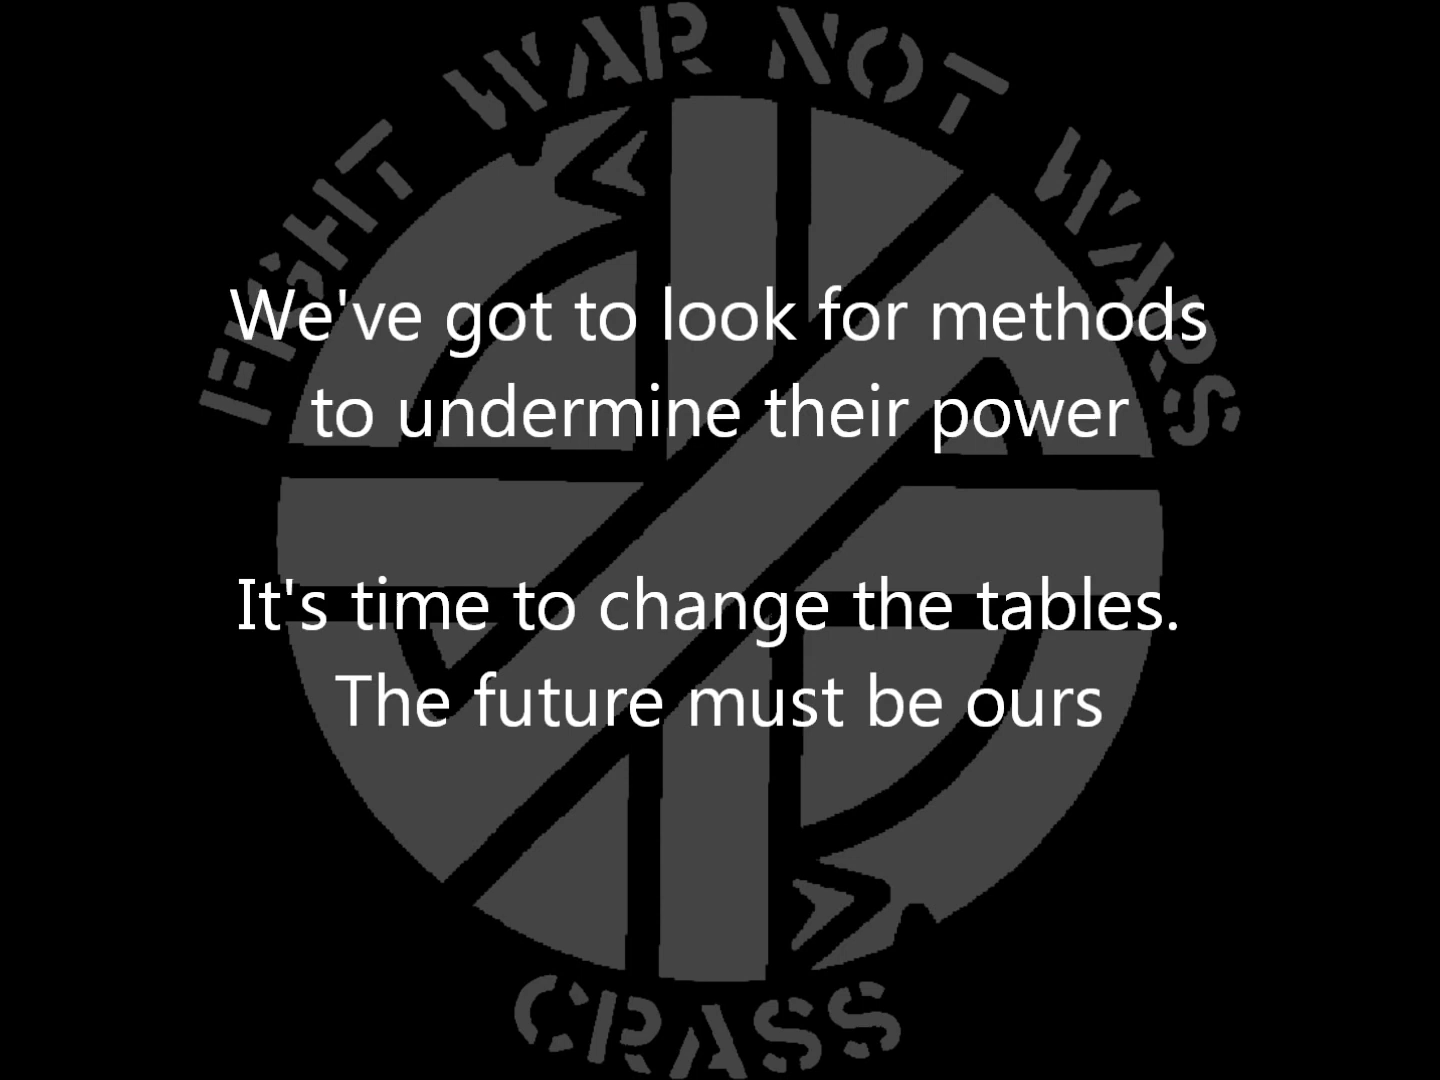 FIGHT WAR NOT WARS
We've got to look for methods
to undermine their power
It's time to change the tables.
The future must be ours
CRASS